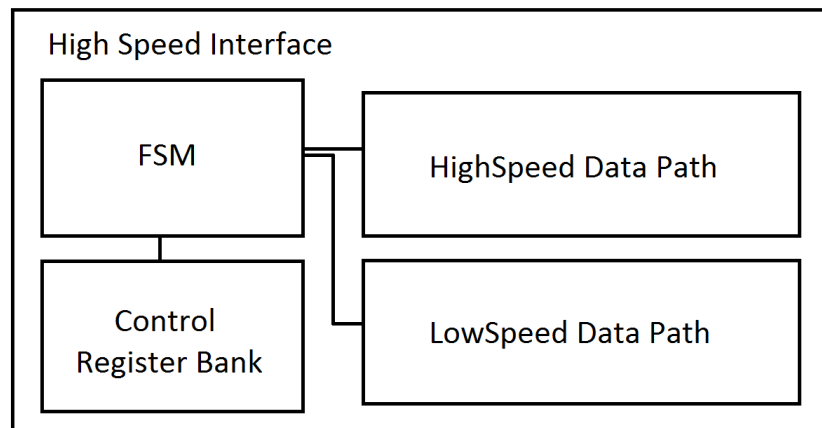 High Speed Interface
FSM
HighSpeed Data Path
Control
Register Bank
LowSpeed Data Path